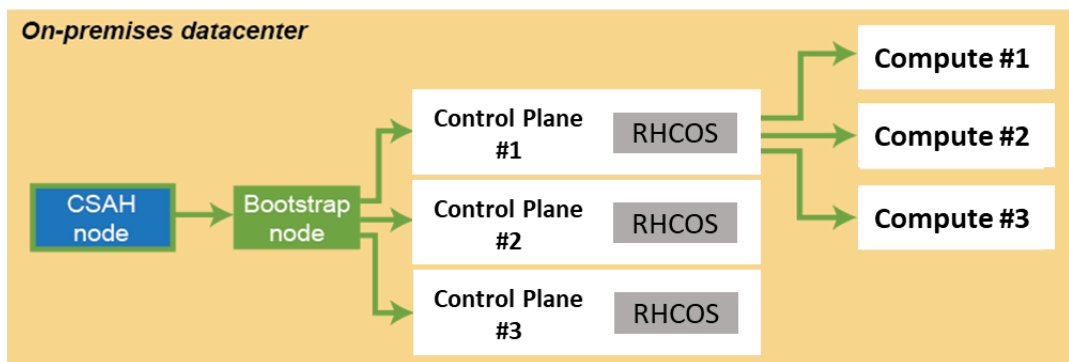 On-premises datacenter
CSAH
node
Bootstrap
node
Control Plane
#1
RHCOS
Control Plane
#2
RHCOS
Control Plane
#3
RHCOS
Compute #1
Compute #2
Compute #3